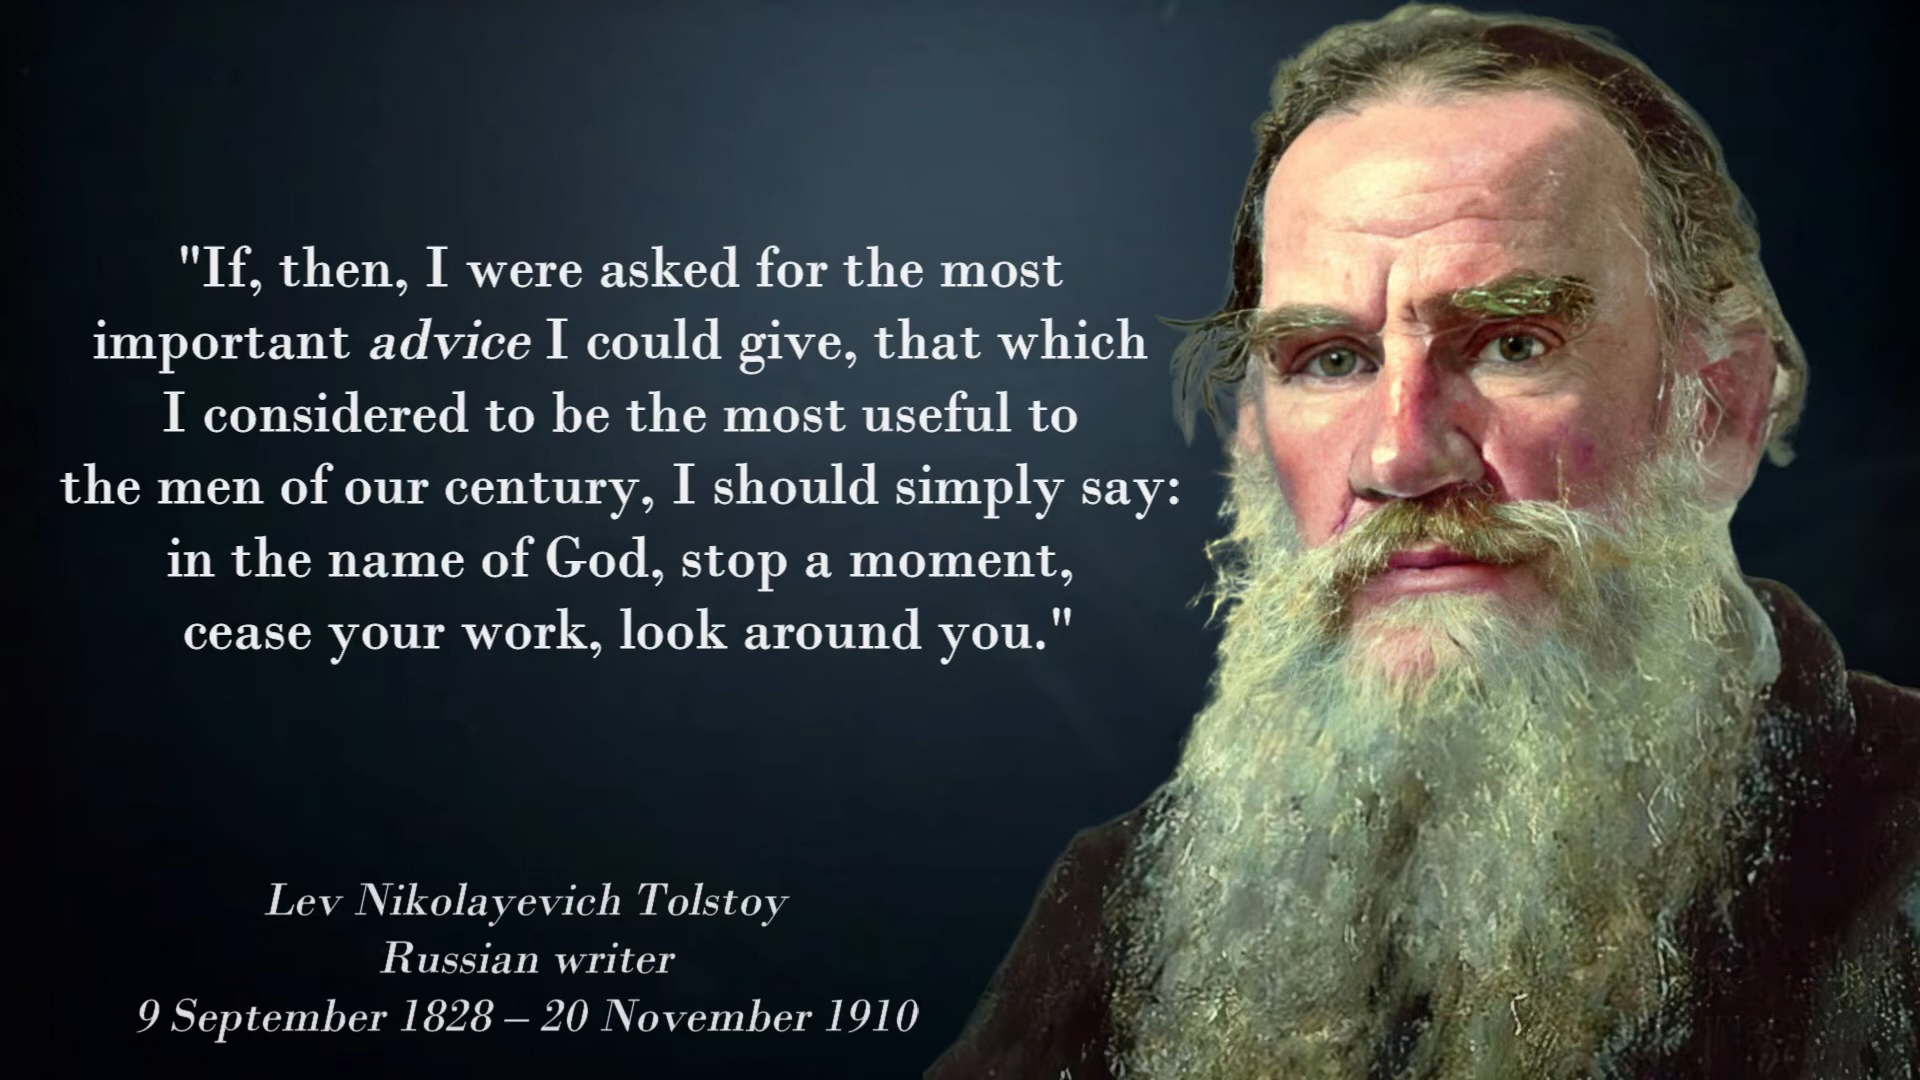 "If, then, I were asked for the most
important advice I could give, that which
I considered to be the most useful to
the men of our century, I should simply say:
in the name of God, stop a moment,
cease your work, look around you."
Lev Nikolayevich Tolstoy
Russian writer
9 September 1828 – 20 November 1910